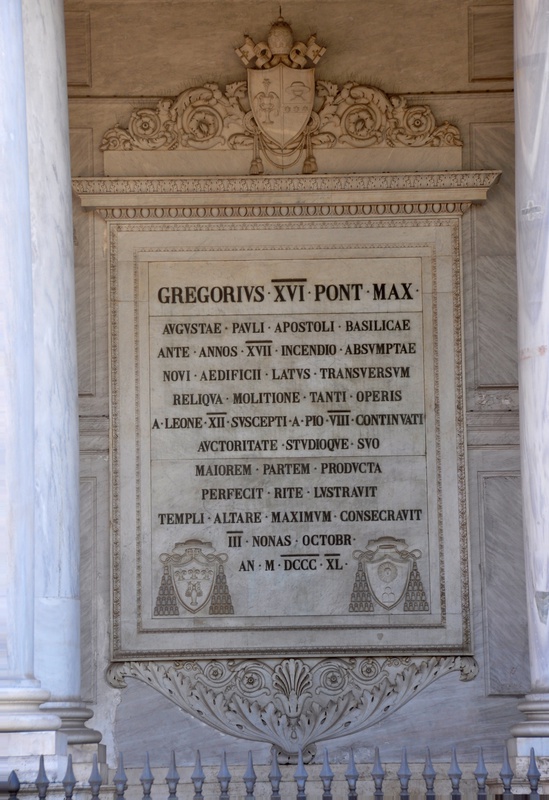 GREGORIVS · XVI · PONT · MAX ·
AVGVSTAE · PAVLI · APOSTOLI · BASILICAE
ANTE · ANNOS · XVII · INCENDIO · ABSVMPTAE
NOVI · AEDIFICII · LATVS · TRANSVERSVM
RELIQVA · MOLITIONE · TANTI · OPERIS
A · LEONE · XII · SVSCEPTI · A · PIO · VIII · CONTINVATI
AVCTORITATE · STVDIOQVE · SVO
MAIOREM · PARTEM · PRODVCTA
PERFECIT · RITE · LVSTRAVIT
TEMPLI · ALTARE · MAXIMVM · CONSECRAVIT
III · NONAS · OCTOBR ·
AN · M · DCCC · XL ·